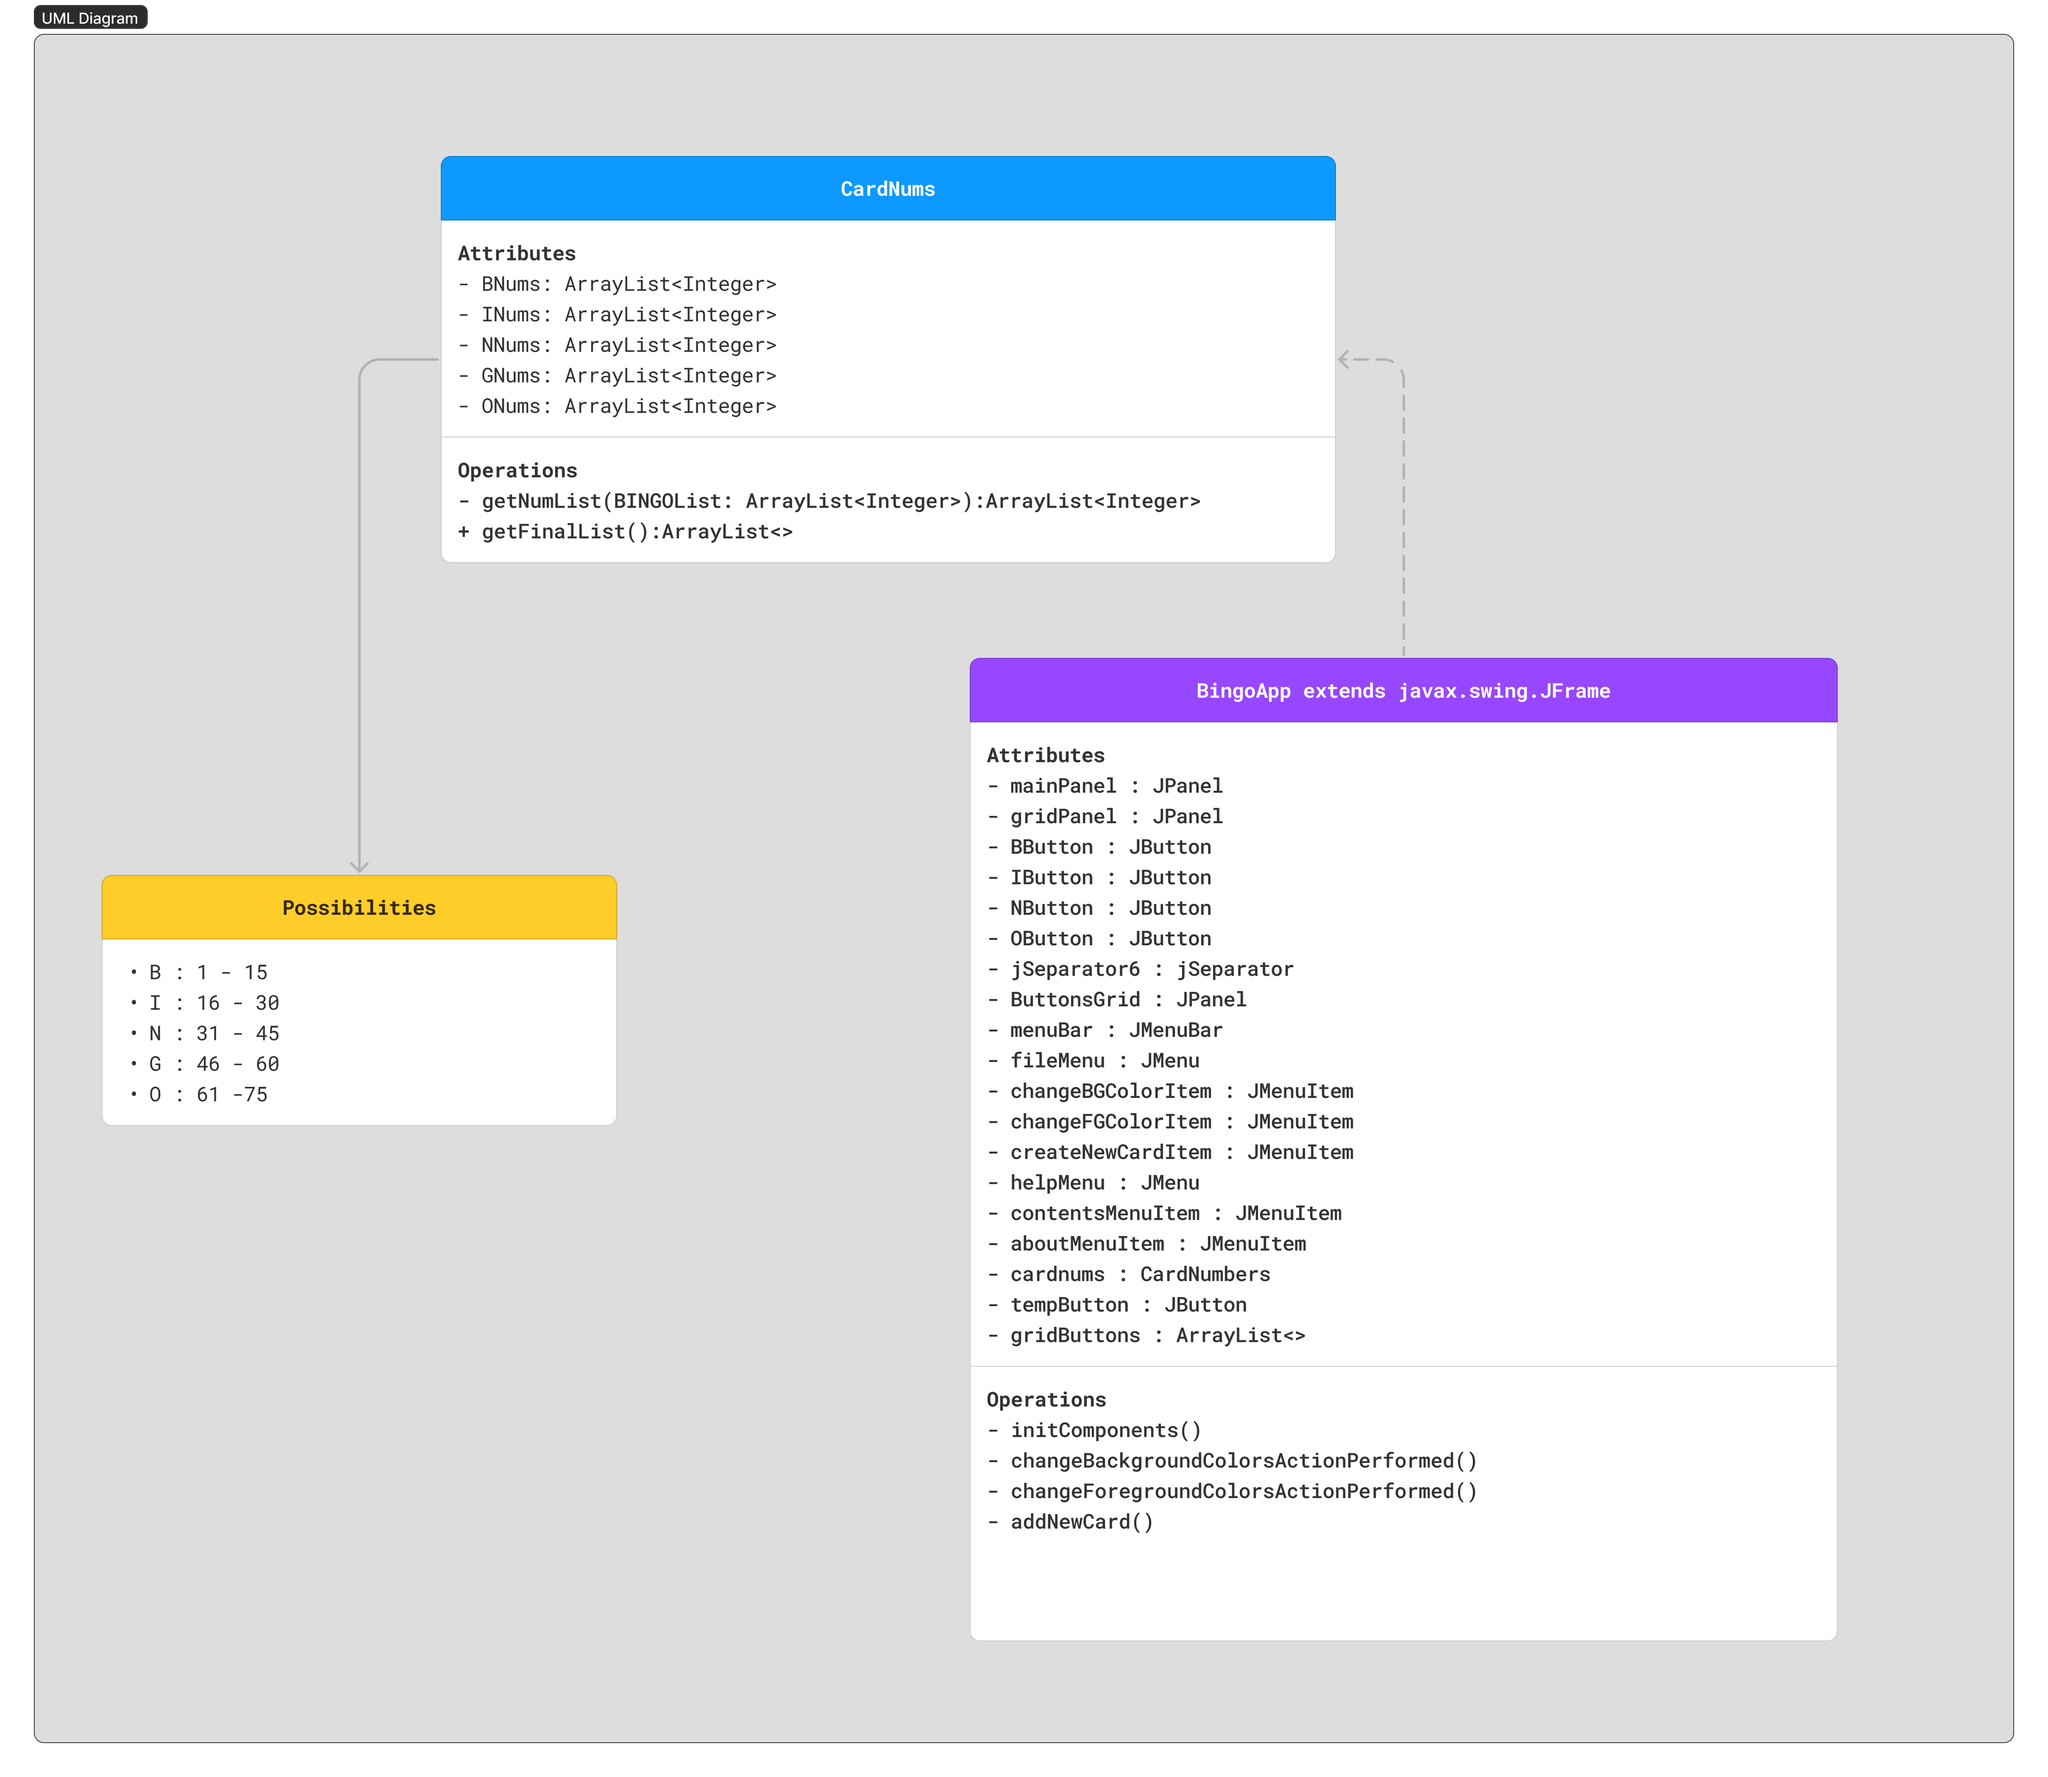 UML Diagram
CardNums
Attributes
- BNums: ArrayList<Integer>
- INums: ArrayList<Integer>
- NNums: ArrayList<Integer>
- GNums: ArrayList<Integer>
- ONums: ArrayList<Integer>
Operations
- getNumList(BINGOList: ArrayList<Integer>):ArrayList<Integer>
+ getFinalList():ArrayList<>
BingoApp extends javax.swing.JFrame
Attributes
- mainPanel : JPanel
- gridPanel : JPanel
- BButton : JButton
- IButton : JButton
- NButton : JButton
- OButton : JButton
- jSeparator6 : jSeparator
- ButtonsGrid : JPanel
- menuBar : JMenuBar
- fileMenu : JMenu
- changeBGColorItem : JMenuItem
- changeFGColorItem : JMenuItem
- createNewCardItem : JMenuItem
- helpMenu : JMenu
- contentsMenuItem : JMenuItem
- aboutMenuItem : JMenuItem
- cardnums : CardNumbers
- tempButton : JButton
- gridButtons : ArrayList<>
Operations
- initComponents()
- changeBackgroundColorsActionPerformed()
- changeForegroundColorsActionPerformed()
- addNewCard()
Possibilities
• B : 1 - 15
• I : 16 - 30
• N : 31 - 45
• G : 46 - 60
• O : 61 -75